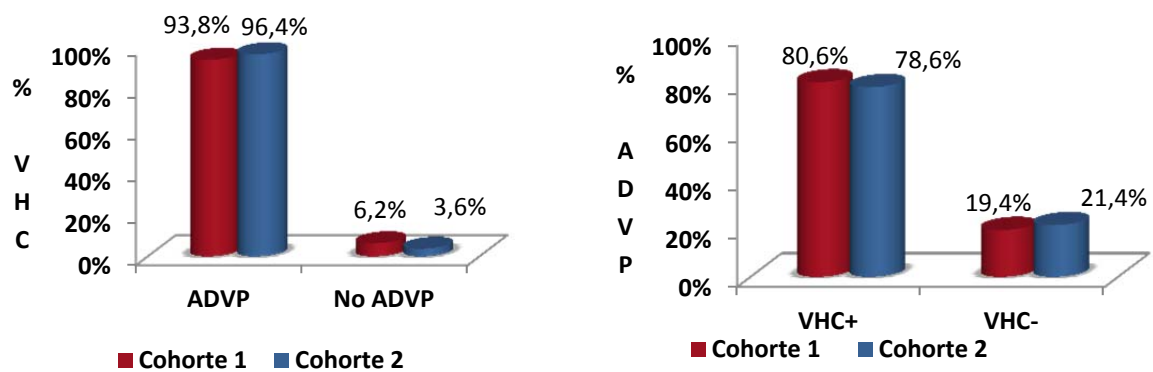 93,8% 96,4%
100%
80%
60%
40%
20%
0%
% VHC
6,2% 3,6%
ADVP No ADVP
Cohorte 1 Cohorte 2
80,6% 78,6%
100%
80%
60%
40%
20%
0%
% ADVP
19,4% 21,4%
VHC+ VHC-
Cohorte 1 Cohorte 2